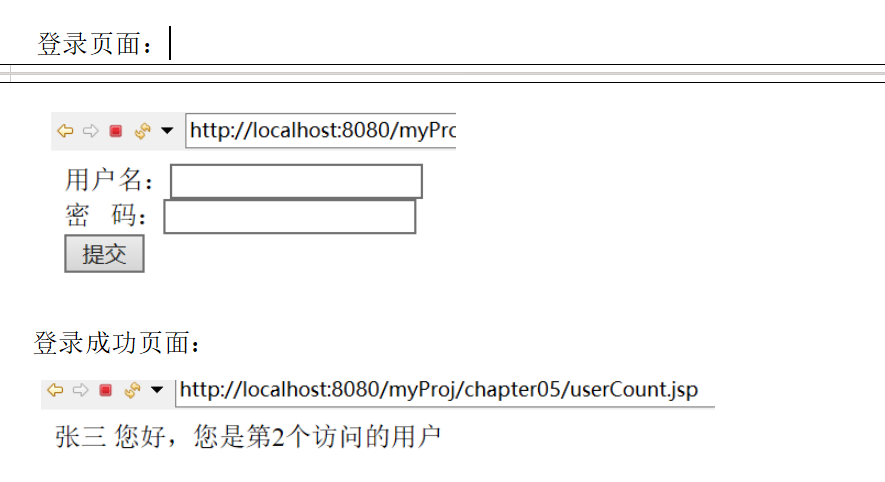 登录页面：
http://localhost:8080/myPro
用户名：
密 码：
提交
登录成功页面：
http://localhost:8080/myProj/chapter05/userCount.jsp
张三 您好，您是第2个访问的用户